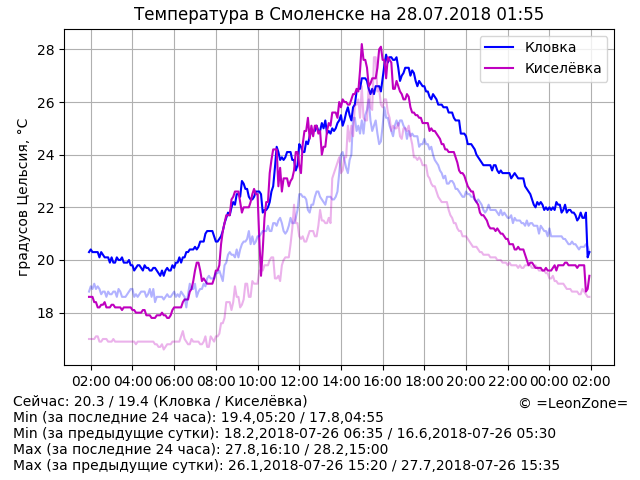 Температура в Смоленске на 28.07.2018 01:55
28
26
24
22
20
18
градусов Цельсия, °C
Кловка
Киселёвка
02:00 04:00 06:00 08:00 10:00 12:00 14:00 16:00 18:00 20:00 22:00 00:00 02:00
Сейчас: 20.3 / 19.4 (Кловка / Киселёвка)
© =LeonZone=
Min (за последние 24 часа): 19.4,05:20 / 17.8,04:55
Min (за предыдущие сутки): 18.2,2018-07-26 06:35 / 16.6,2018-07-26 05:30
Max (за последние 24 часа): 27.8,16:10 / 28.2,15:00
Max (за предыдущие сутки): 26.1,2018-07-26 15:20 / 27.7,2018-07-26 15:35